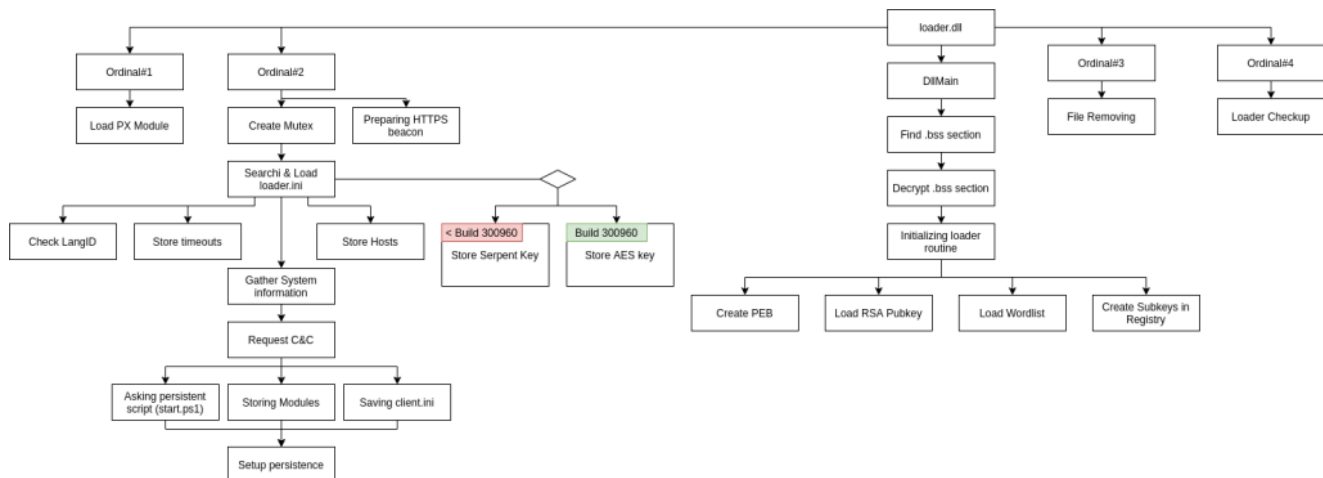 loader.dll
Ordinal#1
Ordinal#2
DllMain
Ordinal#3
Ordinal#4
Load PX Module
Create Mutex
Preparing HTTPS
beacon
Find .bss section
File Removing
Loader Checkup
Searchi & Load
loader.ini
Decrypt .bss section
Check LangID
Store timeouts
Store Hosts
< Build 300960
Store Serpent Key
Build 300960
Store AES key
Initializing loader
routine
Gather System
information
Create PEB
Load RSA Pubkey
Load Wordlist
Create Subkeys in
Registry
Request C&C
Asking persistent
script (start.ps1)
Storing Modules
Saving client.ini
Setup persistence